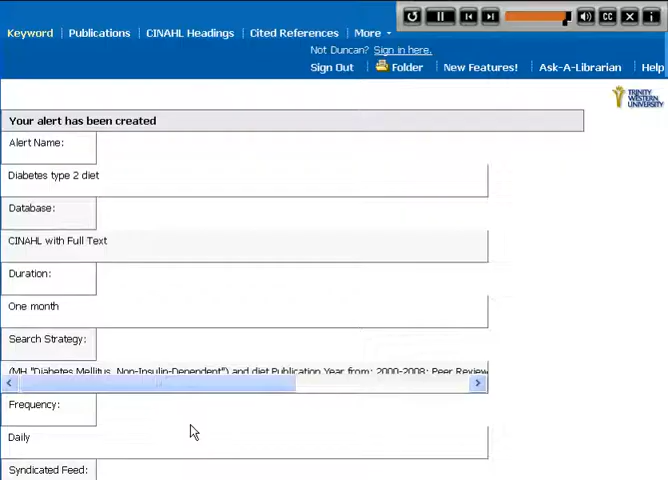 Keyword | Publications | CINAHL Headings | Cited References | More
CC
Not Duncan? Sign in here.
Sign Out Folder New Features! Ask-A-Librarian Help
TRINITY
WESTERN
UNIVERSITY
Your alert has been created
Alert Name:
Diabetes type 2 diet
Database:
CINAHL with Full Text
Duration:
One month
Search Strategy:
(MH "Diabetes Mellitus, Non-Insulin-Dependent") and diet Publication Year from: 2000-2008; Peer Review
Frequency:
Daily
Syndicated Feed: